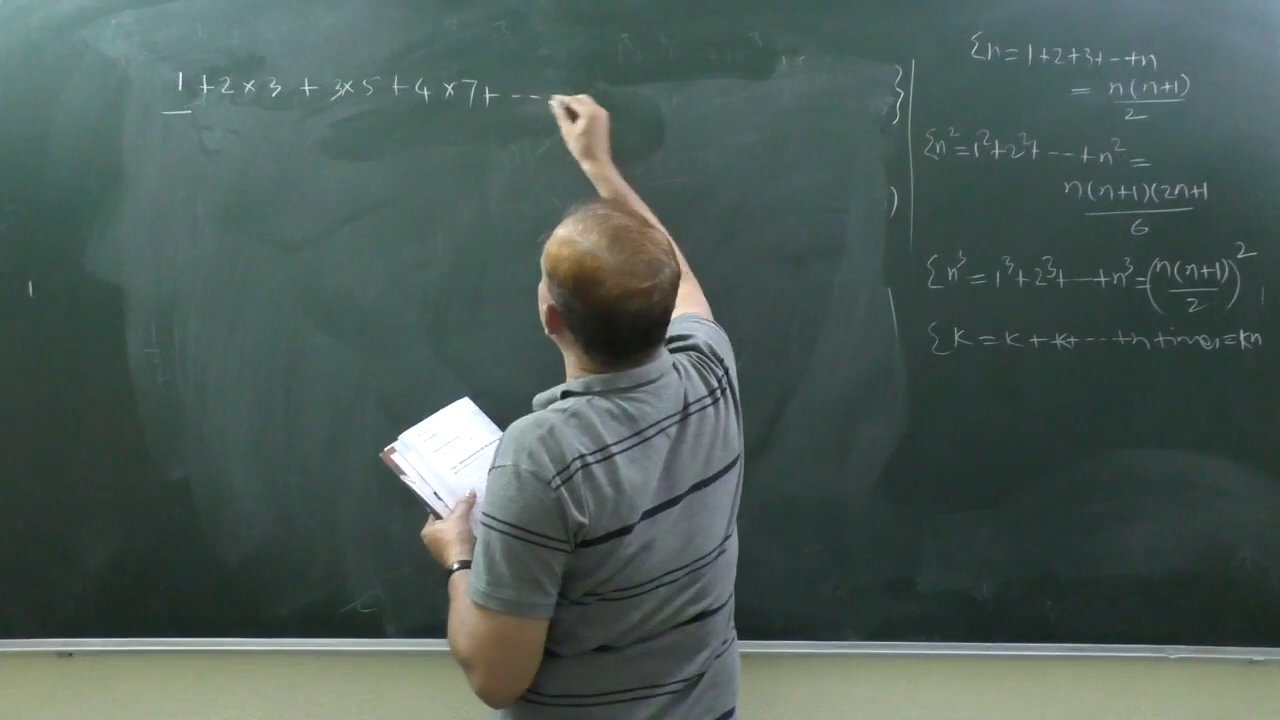 1 + 2 × 3 + 3×5 + 4 × 7 + - - -
Σn = 1+2+3+ ---+n
= n(n+1)/2
Σn² = 1²+2²+ --- +n² =
n(n+1)(2n+1
6
Σn³ = 1³+2³+ --- +n³ = (n(n+1)/2)²
Σk = k + k+ --- +n times = kn